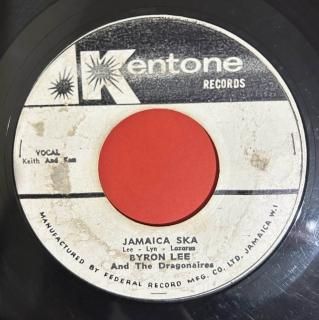 Kentone
RECORDS
VOCAL
Keith And Ken
JAMAICA SKA
Lee - Lyn - Lazarus
BYRON LEE
And The Dragonaires
MANUFACTURED BY FEDERAL RECORD MFG. CO. LTD. JAMAICA W.I